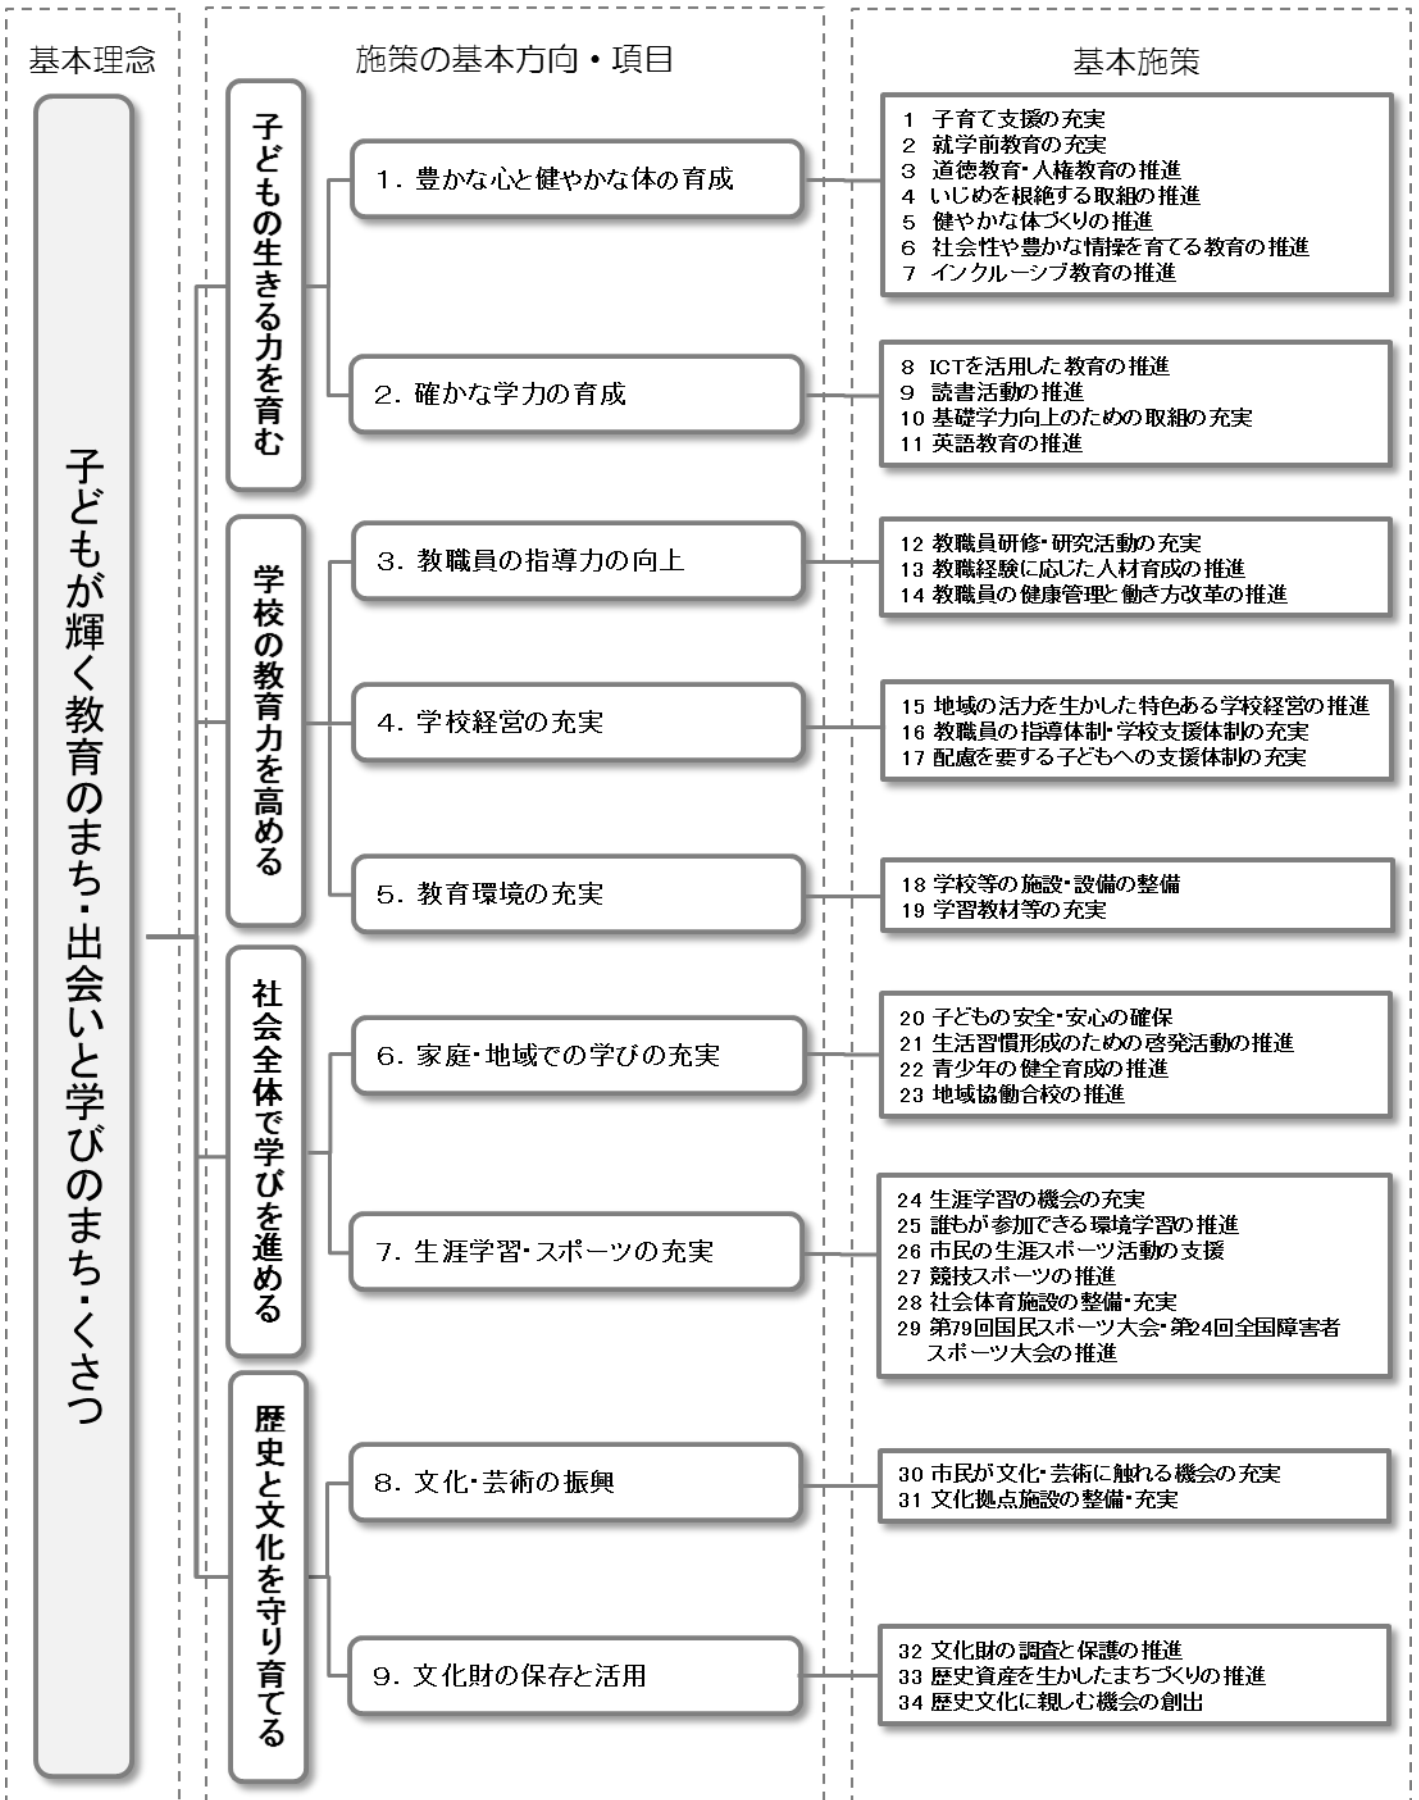 基本理念
施策の基本方向・項目
基本施策
子どもが輝く教育のまち・出会いと学びのまち・くさつ
子どもの生きる力を育む
1. 豊かな心と健やかな体の育成
1 子育て支援の充実
2 就学前教育の充実
3 道徳教育・人権教育の推進
4 いじめを根絶する取組の推進
5 健やかな体づくりの推進
6 社会性や豊かな情操を育てる教育の推進
7 インクルーシブ教育の推進
2. 確かな学力の育成
8 ICTを活用した教育の推進
9 読書活動の推進
10 基礎学力向上のための取組の充実
11 英語教育の推進
学校の教育力を高める
3. 教職員の指導力の向上
12 教職員研修・研究活動の充実
13 教職経験に応じた人材育成の推進
14 教職員の健康管理と働き方改革の推進
4. 学校経営の充実
15 地域の活力を生かした特色ある学校経営の推進
16 教職員の指導体制・学校支援体制の充実
17 配慮を要する子どもへの支援体制の充実
5. 教育環境の充実
18 学校等の施設・設備の整備
19 学習教材等の充実
社会全体で学びを進める
6. 家庭・地域での学びの充実
20 子どもの安全・安心の確保
21 生活習慣形成のための啓発活動の推進
22 青少年の健全育成の推進
23 地域協働合校の推進
7. 生涯学習・スポーツの充実
24 生涯学習の機会の充実
25 誰もが参加できる環境学習の推進
26 市民の生涯スポーツ活動の支援
27 競技スポーツの推進
28 社会体育施設の整備・充実
29 第79回国民スポーツ大会・第24回全国障害者
スポーツ大会の推進
歴史と文化を守り育てる
8. 文化・芸術の振興
30 市民が文化・芸術に触れる機会の充実
31 文化拠点施設の整備・充実
9. 文化財の保存と活用
32 文化財の調査と保護の推進
33 歴史資産を生かしたまちづくりの推進
34 歴史文化に親しむ機会の創出